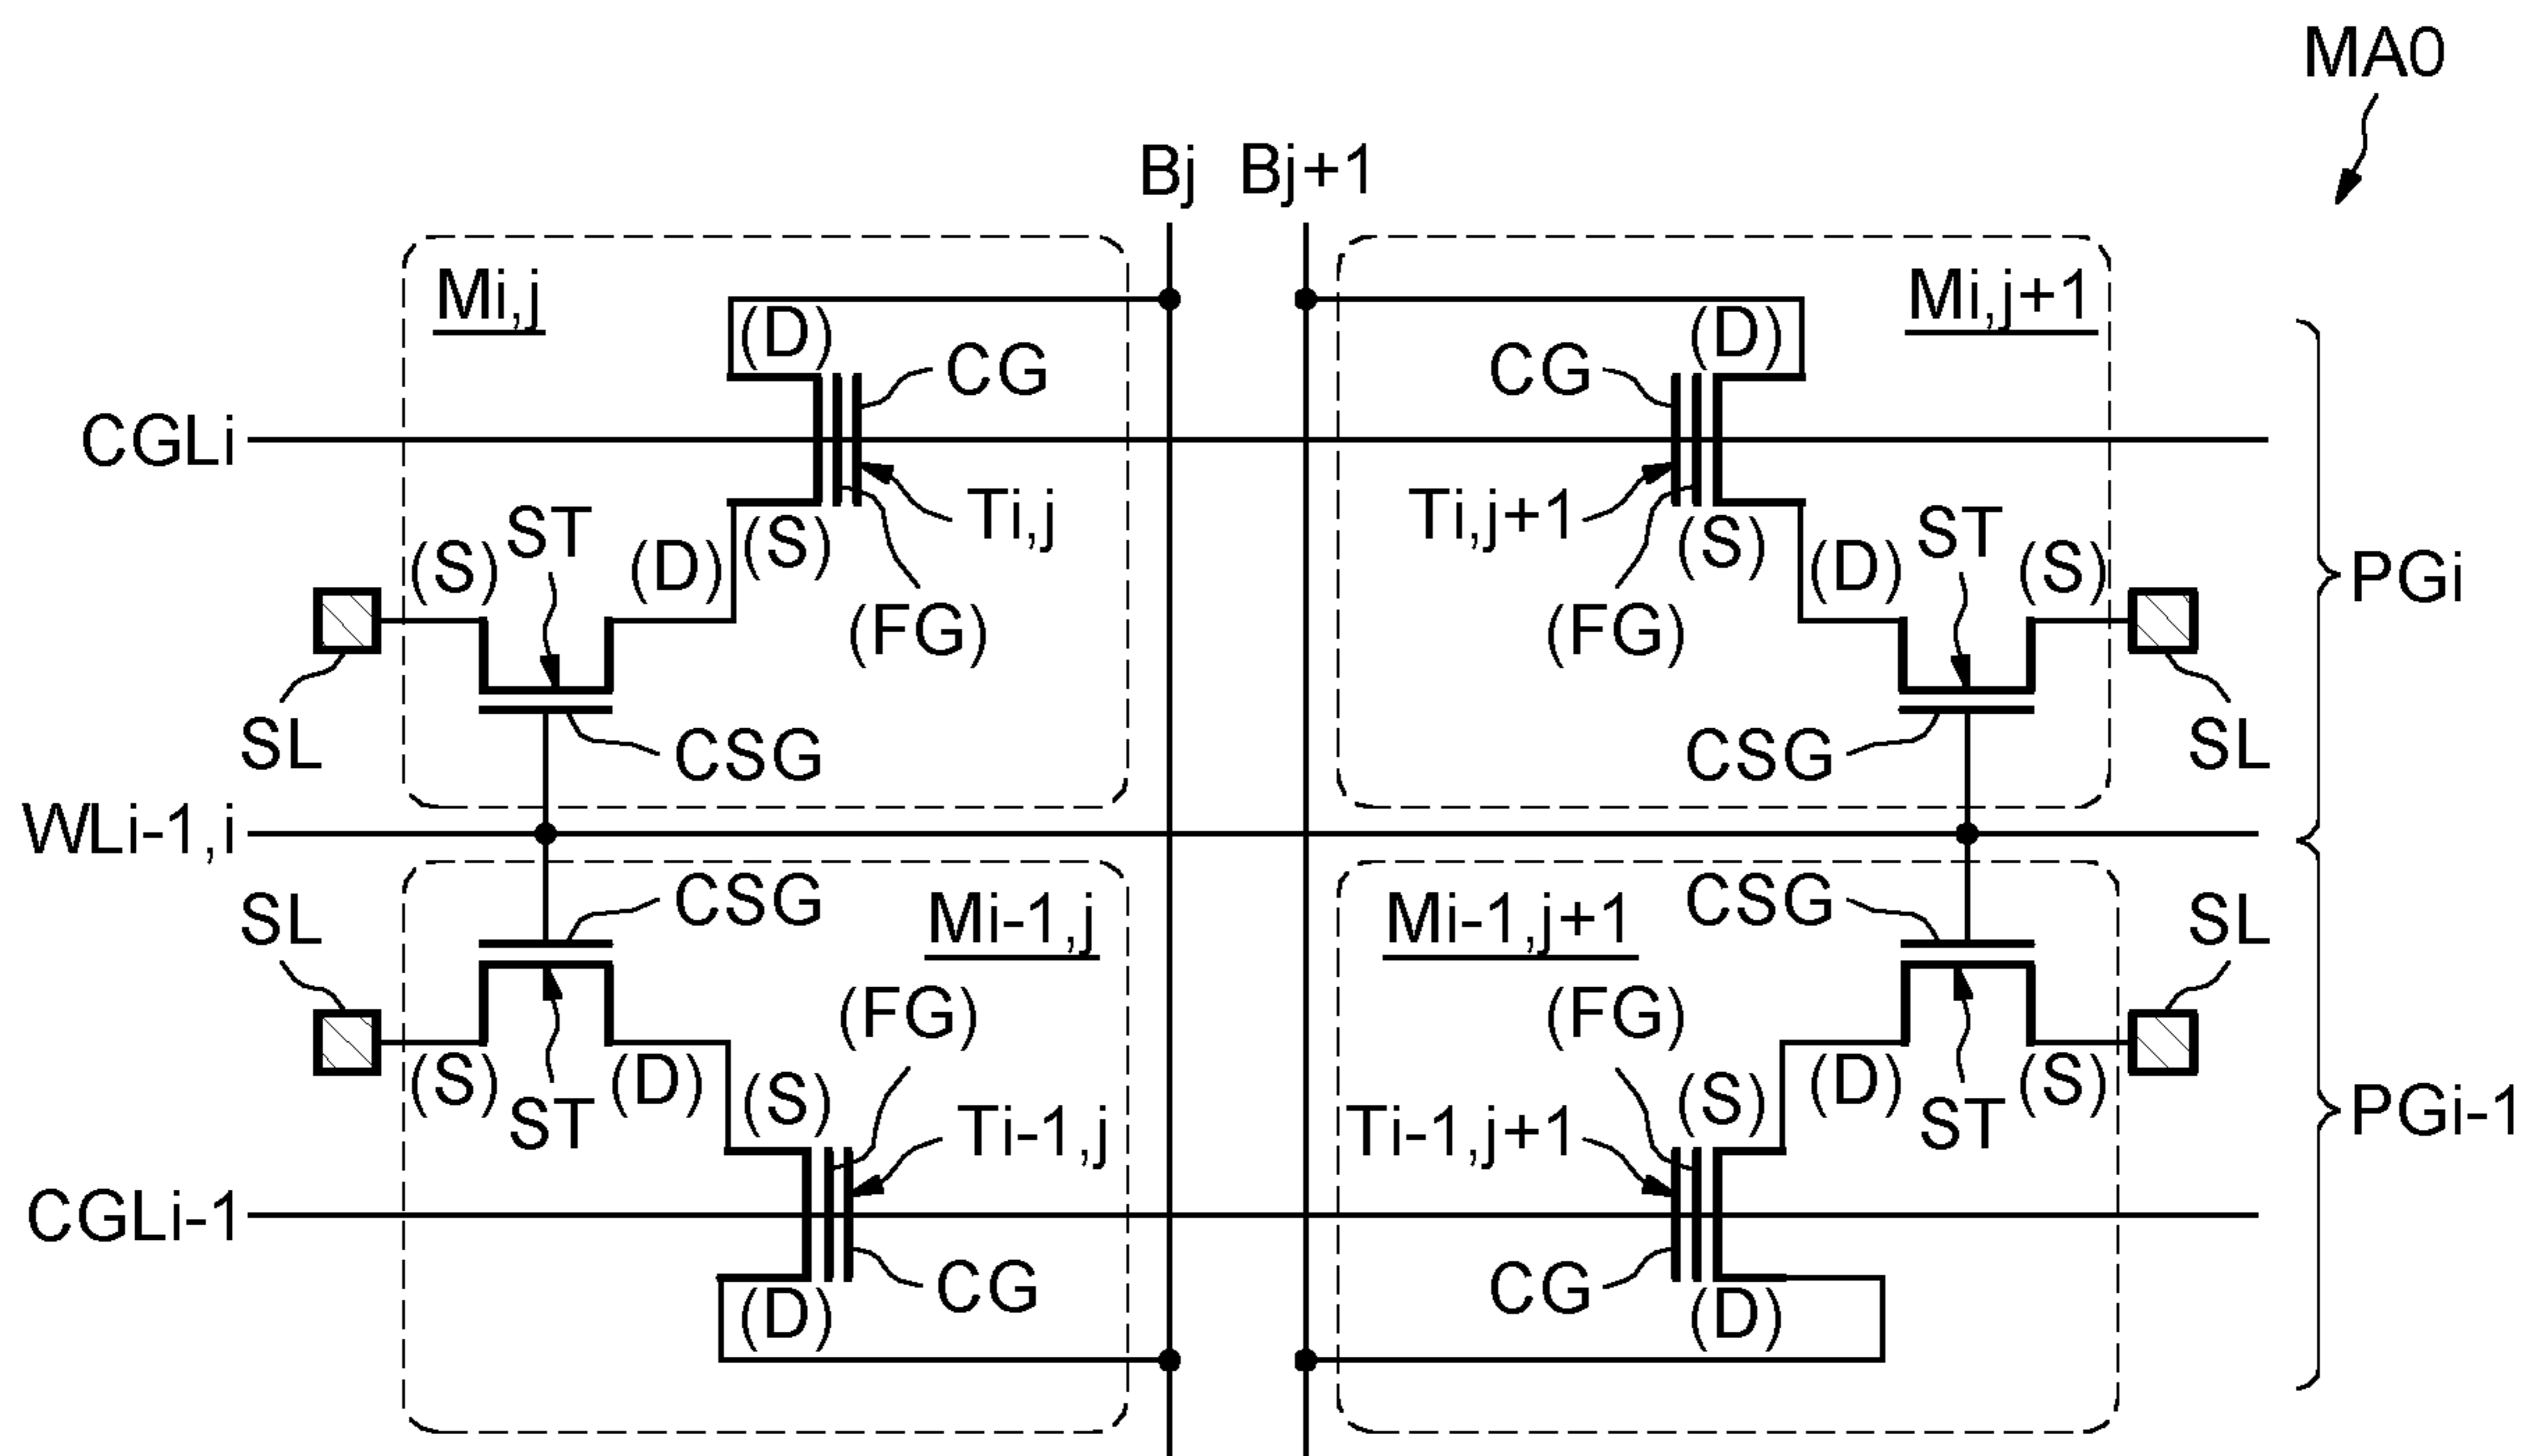 MA0
Bj Bj+1
Mi,j Mi,j+1
(D) (D)
CG CG
CGLi
Ti,j Ti,j+1
(S) ST (D) (S) (S) (D) ST (S)
PGi
(FG) (FG)
SL CSG CSG SL
WLi-1,i
SL CSG Mi-1,j Mi-1,j+1 CSG SL
(FG) (FG)
(S) ST (D) (S) Ti-1,j Ti-1,j+1 (S) (D) ST (S)
PGi-1
CGLi-1
CG CG
(D) (D)